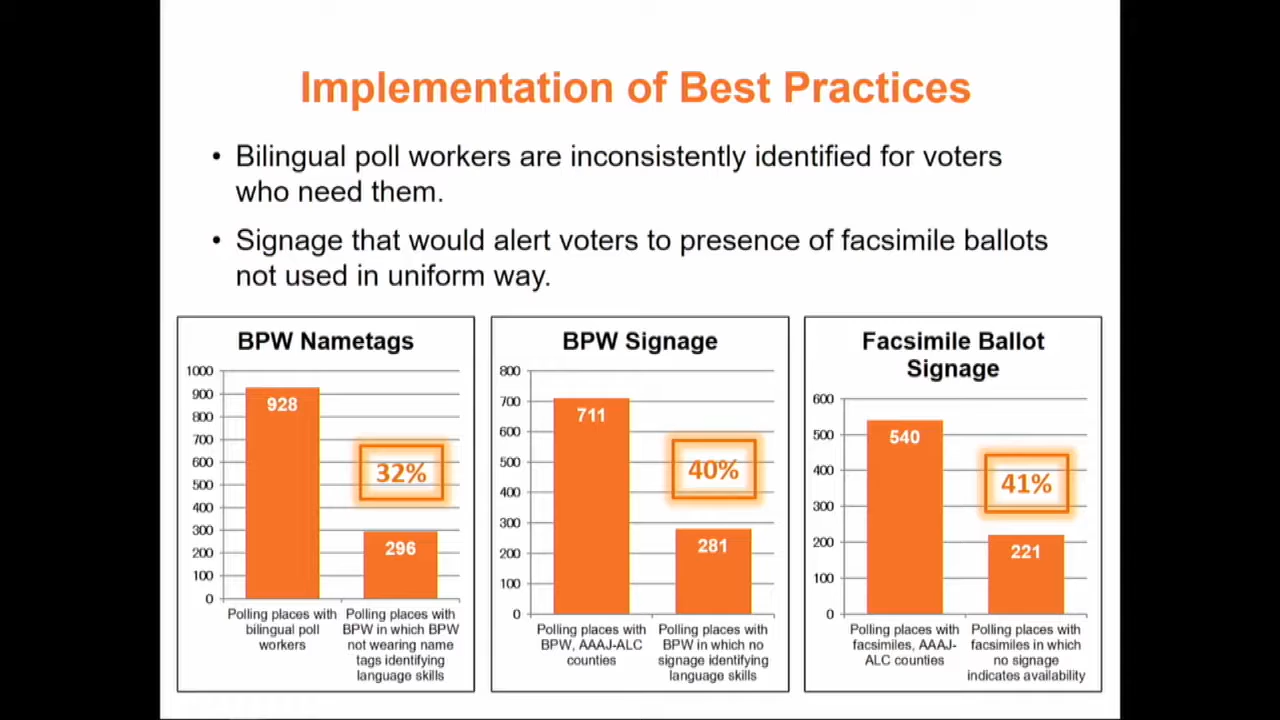 Implementation of Best Practices
• Bilingual poll workers are inconsistently identified for voters
who need them.
• Signage that would alert voters to presence of facsimile ballots
not used in uniform way.
BPW Nametags
1000
900
800
700
600
500
400
300
200
100
0
928
32%
296
Polling places with
bilingual poll
workers
Polling places with
BPW in which BPW
not wearing name
tags identifying
language skills
BPW Signage
800
700
600
500
400
300
200
100
0
711
40%
281
Polling places with
BPW, AAAJ-ALC
counties
Polling places with
BPW in which no
signage identifying
language skills
Facsimile Ballot
Signage
600
500
400
300
200
100
0
540
41%
221
Polling places with
facsimiles, AAAJ-
ALC counties
Polling places with
facsimiles in which
no signage
indicates availability